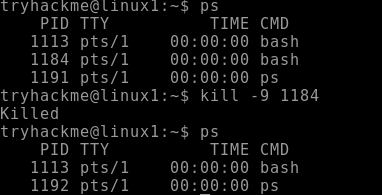 tryhackme@linux1:~$ ps
    PID TTY          TIME CMD
   1113 pts/1    00:00:00 bash
   1184 pts/1    00:00:00 bash
   1191 pts/1    00:00:00 ps
tryhackme@linux1:~$ kill -9 1184
Killed
tryhackme@linux1:~$ ps
    PID TTY          TIME CMD
   1113 pts/1    00:00:00 bash
   1192 pts/1    00:00:00 ps